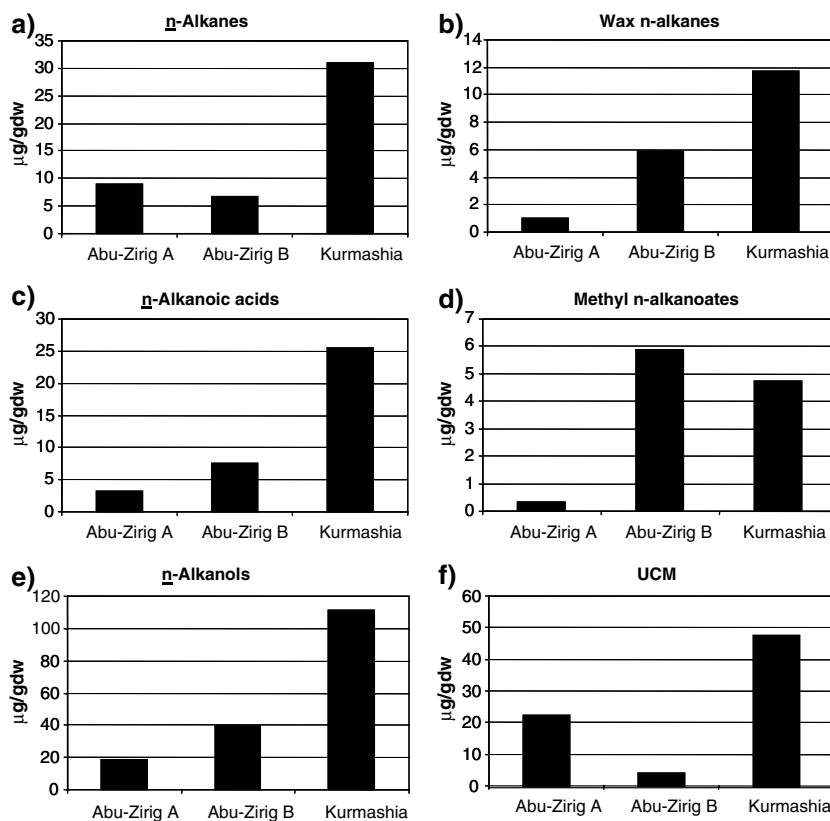 a) n-Alkanes
35
30
25
20
15
10
5
0
µg/gdw
Abu-Zirig A Abu-Zirig B Kurmashia
b) Wax n-alkanes
14
12
10
8
6
4
2
0
µg/gdw
Abu-Zirig A Abu-Zirig B Kurmashia
c) n-Alkanoic acids
30
25
20
15
10
5
0
µg/gdw
Abu-Zirig A Abu-Zirig B Kurmashia
d) Methyl n-alkanoates
7
6
5
4
3
2
1
0
µg/gdw
Abu-Zirig A Abu-Zirig B Kurmashia
e) n-Alkanols
120
100
80
60
40
20
0
µg/gdw
Abu-Zirig A Abu-Zirig B Kurmashia
f) UCM
60
50
40
30
20
10
0
µg/gdw
Abu-Zirig A Abu-Zirig B Kurmashia